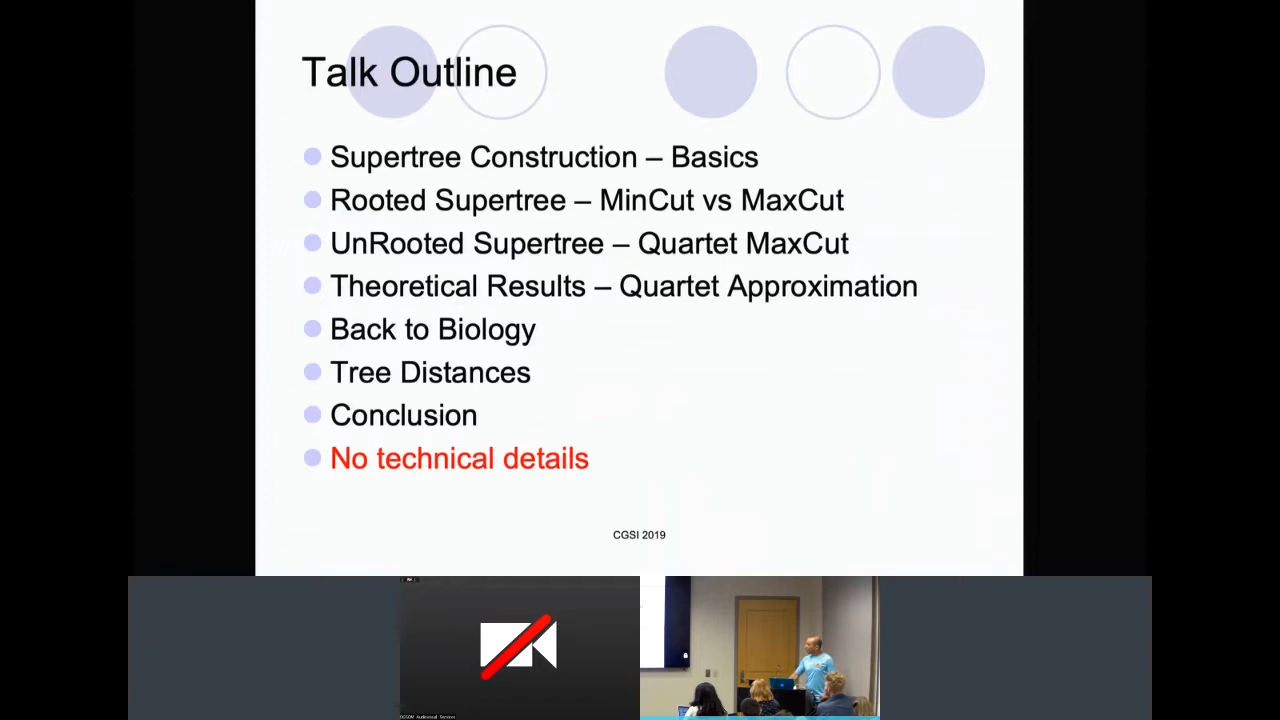 Talk Outline
Supertree Construction – Basics
Rooted Supertree – MinCut vs MaxCut
UnRooted Supertree – Quartet MaxCut
Theoretical Results – Quartet Approximation
Back to Biology
Tree Distances
Conclusion
No technical details
CGSI 2019